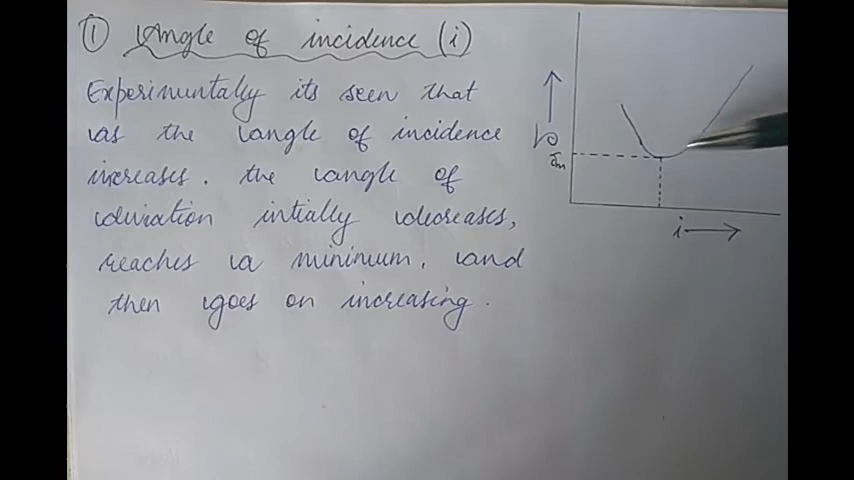 ① Angle of incidence (i)
Experimentally its seen that
as the angle of incidence
increases. the angle of
deviation intially decreases,
reaches a minimum, and
then goes on increasing.
δ
δm
i